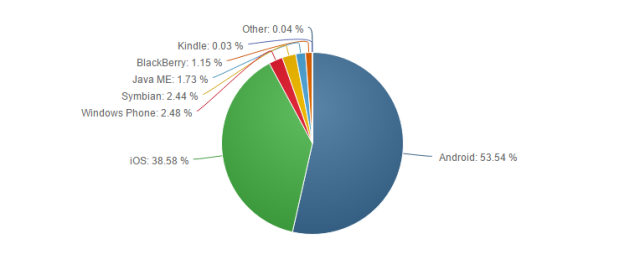 Other: 0.04 %
Kindle: 0.03 %
BlackBerry: 1.15 %
Java ME: 1.73 %
Symbian: 2.44 %
Windows Phone: 2.48 %
iOS: 38.58 %
Android: 53.54 %